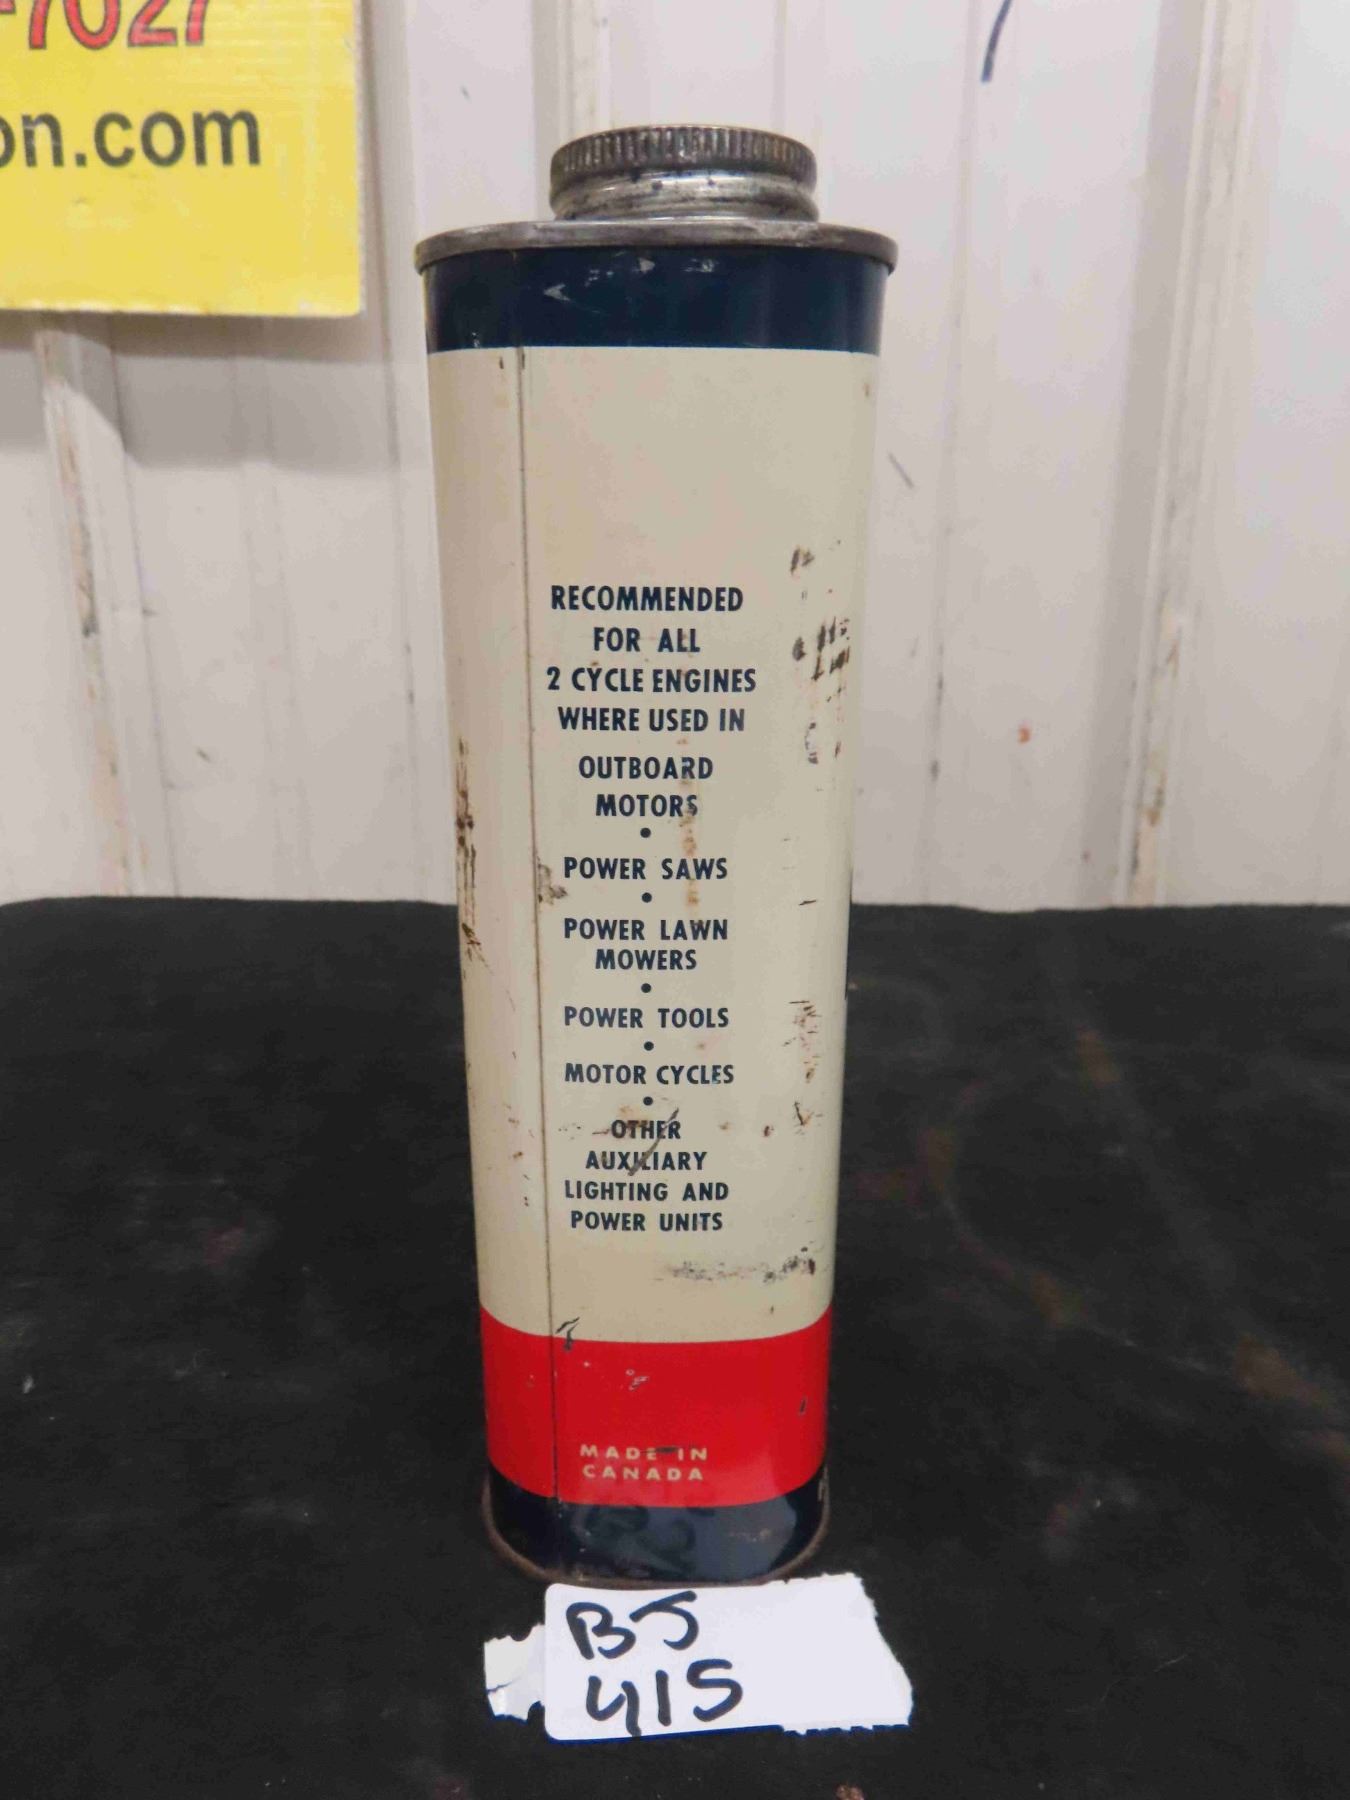 -7027
on.com
RECOMMENDED
FOR ALL
2 CYCLE ENGINES
WHERE USED IN
OUTBOARD
MOTORS
•
POWER SAWS
•
POWER LAWN
MOWERS
•
POWER TOOLS
•
MOTOR CYCLES
•
OTHER
AUXILIARY
LIGHTING AND
POWER UNITS
MADE IN
CANADA
BJ
415